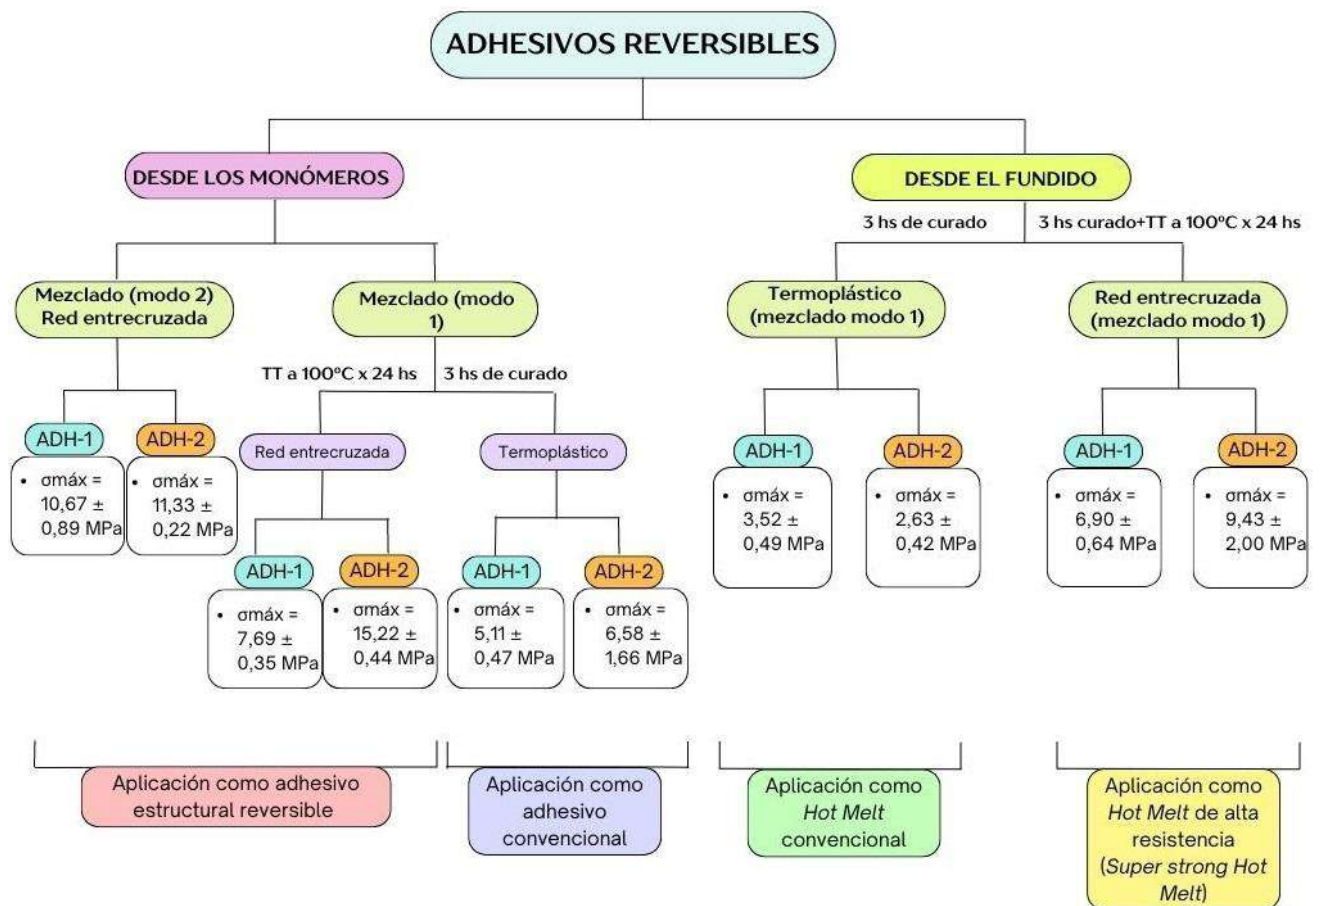 ADHESIVOS REVERSIBLES
DESDE LOS MONÓMEROS
DESDE EL FUNDIDO
3 hs de curado
3 hs curado+TT a 100ºC x 24 hs
Mezclado (modo 2)
Red entrecruzada
Mezclado (modo
1)
Termoplástico
(mezclado modo 1)
Red entrecruzada
(mezclado modo 1)
TT a 100ºC x 24 hs
3 hs de curado
ADH-1
ADH-2
Red entrecruzada
Termoplástico
ADH-1
ADH-2
ADH-1
ADH-2
• σmáx =
10,67 ±
0,89 MPa
• σmáx =
11,33 ±
0,22 MPa
• σmáx =
3,52 ±
0,49 MPa
• σmáx =
2,63 ±
0,42 MPa
• σmáx =
6,90 ±
0,64 MPa
• σmáx =
9,43 ±
2,00 MPa
ADH-1
ADH-2
ADH-1
ADH-2
• σmáx =
7,69 ±
0,35 MPa
• σmáx =
15,22 ±
0,44 MPa
• σmáx =
5,11 ±
0,47 MPa
• σmáx =
6,58 ±
1,66 MPa
Aplicación como adhesivo
estructural reversible
Aplicación como
adhesivo
convencional
Aplicación como
Hot Melt
convencional
Aplicación como
Hot Melt de alta
resistencia
(Super strong Hot
Melt)